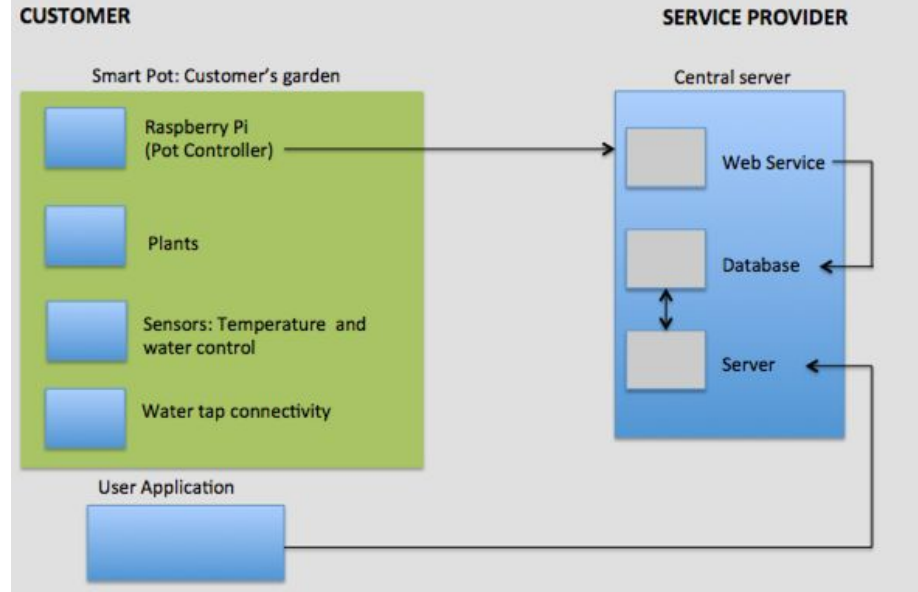 CUSTOMER
SERVICE PROVIDER
Smart Pot: Customer's garden
Central server
Raspberry Pi
(Pot Controller)
Web Service
Plants
Database
Sensors: Temperature and
water control
Server
Water tap connectivity
User Application